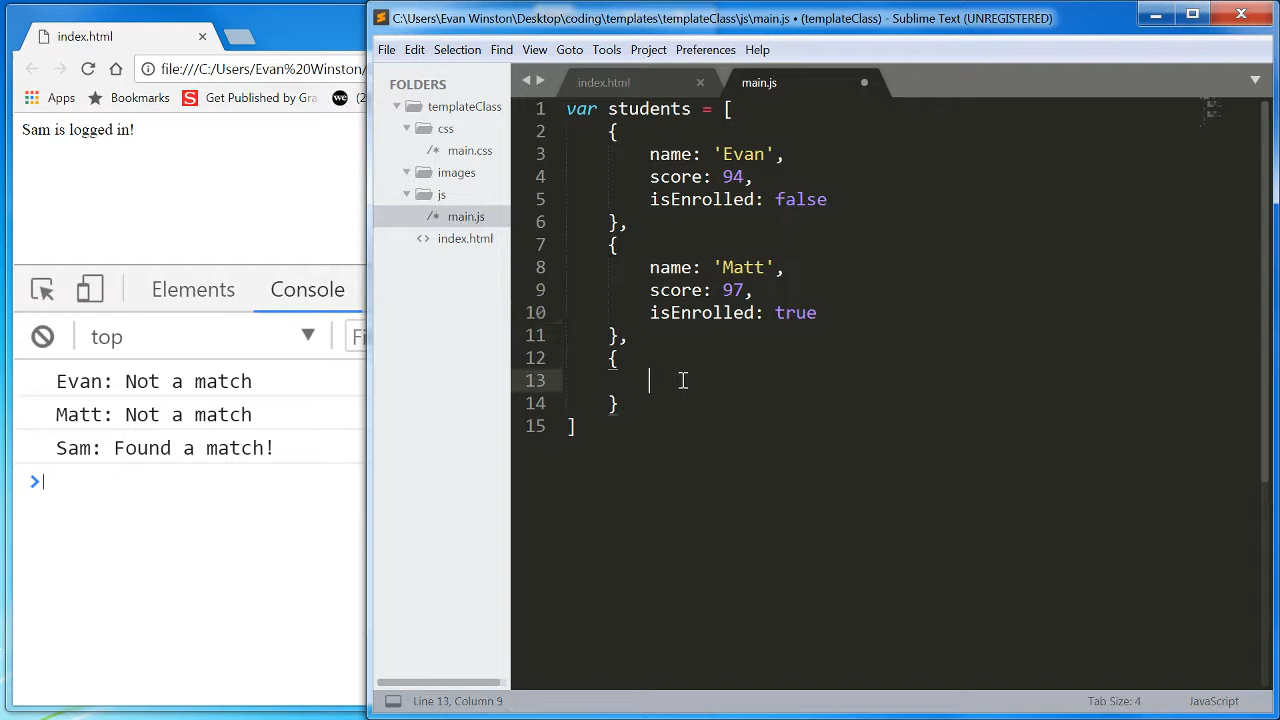 index.html
file:///C:/Users/Evan%20Winston/
Apps
Bookmarks
Get Published by Gra
we
(2
Sam is logged in!
Elements
Console
top
Fi
Evan: Not a match
Matt: Not a match
Sam: Found a match!
>
C:\Users\Evan Winston\Desktop\coding\templates\templateClass\js\main.js • (templateClass) - Sublime Text (UNREGISTERED)
File Edit Selection Find View Goto Tools Project Preferences Help
FOLDERS
templateClass
css
/* main.css
images
js
/* main.js
<> index.html
index.html
main.js
1 var students = [
2 {
3 name: 'Evan',
4 score: 94,
5 isEnrolled: false
6 },
7 {
8 name: 'Matt',
9 score: 97,
10 isEnrolled: true
11 },
12 {
13
14 }
15 ]
Line 13, Column 9
Tab Size: 4
JavaScript